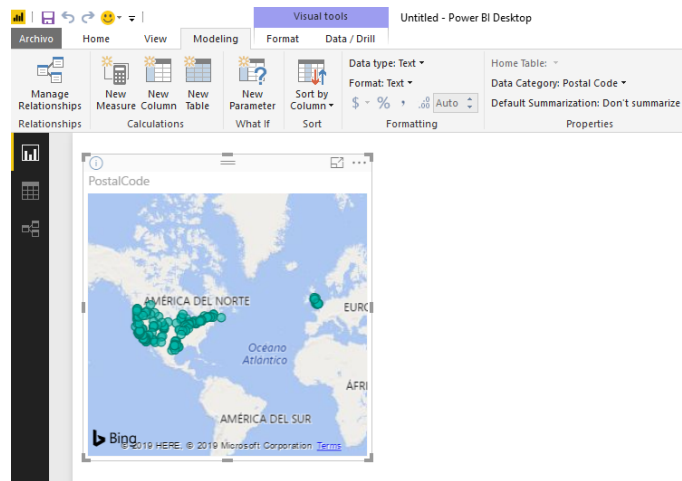 Visual tools
Untitled - Power BI Desktop
Archivo Home View Modeling Format Data / Drill
Manage Relationships
New Measure
New Column
New Table
New Parameter
Sort by Column
Data type: Text
Format: Text
$ % , .00 Auto
Home Table:
Data Category: Postal Code
Default Summarization: Don't summarize
Relationships Calculations What If Sort Formatting Properties
PostalCode
AMÉRICA DEL NORTE
EURO
Océano
Atlántico
ÁFRI
AMÉRICA DEL SUR
Bing
© 2019 HERE, © 2019 Microsoft Corporation Terms